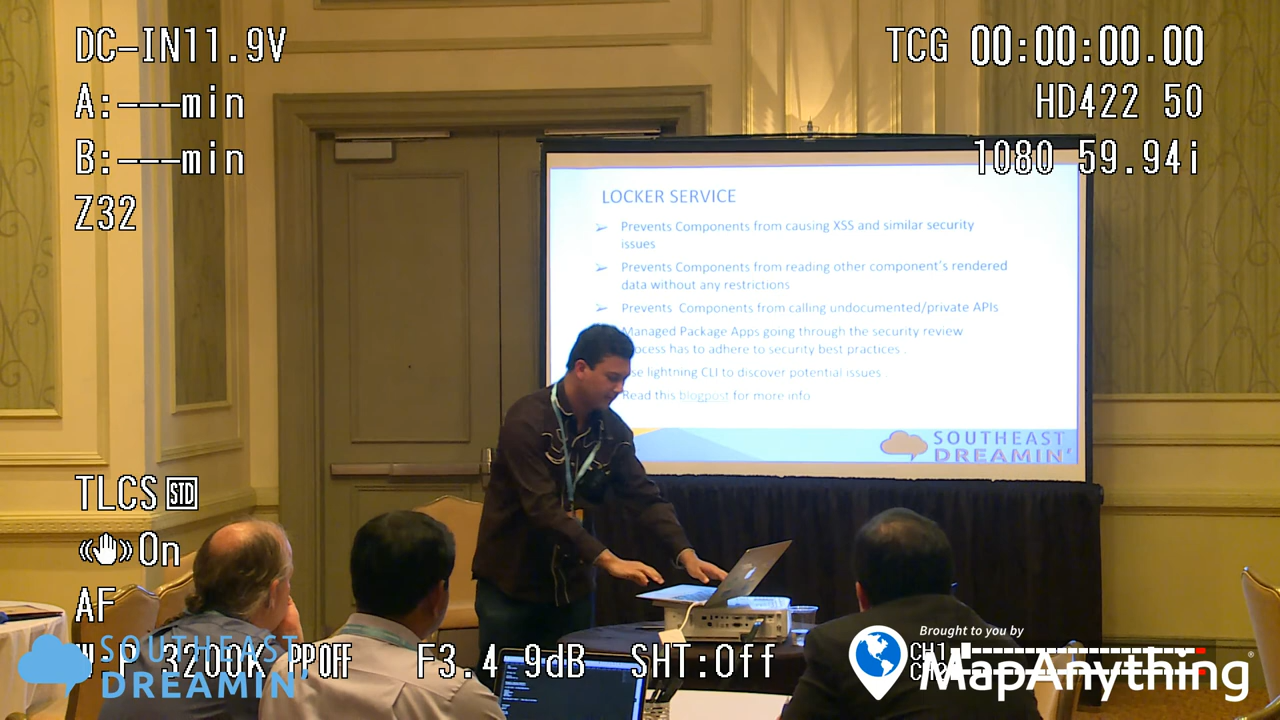 DC-IN11.9V
TCG 00:00:00.00
A:---min
HD422 50
B:---min
1080 59.94i
Z32
LOCKER SERVICE
Prevents Components from causing XSS and similar security
issues
Prevents Components from reading other component's rendered
data without any restrictions
Prevents Components from calling undocumented/private APIs
Managed Package Apps going through the security review
has to adhere to security best practices .
lightning CLI to discover potential issues
Read this blogpost for more info
SOUTHEAST
DREAMIN'
TLCS STD
On
AF
3200K PPOFF F3.4 9dB SHT:Off
SOUTHEAST
DREAMIN'
Brought to you by
CH1
MapAnything®